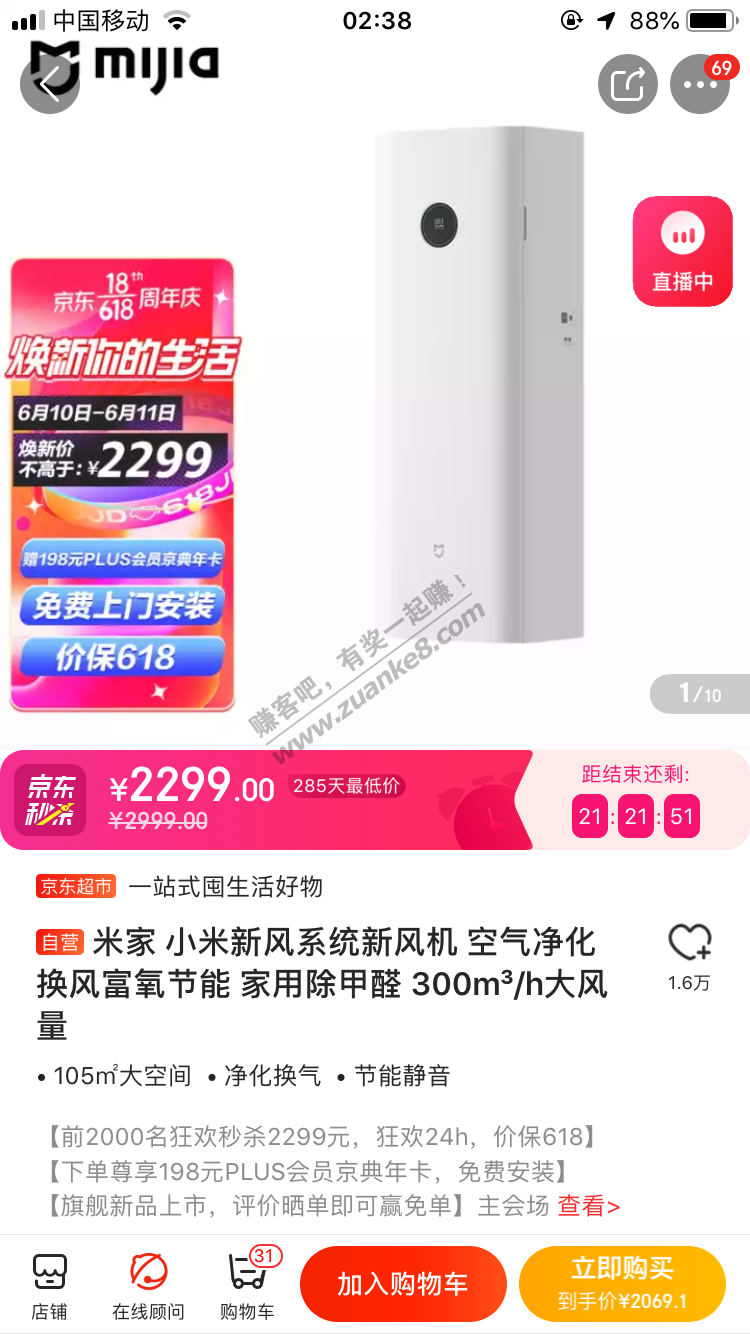 中国移动
02:38
88%
mijia
69
直播中
京东
18th
618
周年庆
焕新你的生活
6月10日-6月11日
焕新价
不高于:¥2299
JD 618 JD
赠198元PLUS会员京典年卡
免费上门安装
价保618
赚客吧，有奖一起赚！
www.zuanke8.com
1/10
京东
秒杀
¥2299.00
285天最低价
¥2999.00
距结束还剩:
21:21:51
京东超市 一站式囤生活好物
自营 米家 小米新风系统新风机 空气净化
换风富氧节能 家用除甲醛 300m³/h大风
量
1.6万
• 105㎡大空间 • 净化换气 • 节能静音
【前2000名狂欢秒杀2299元，狂欢24h，价保618】
【下单尊享198元PLUS会员京典年卡，免费安装】
【旗舰新品上市，评价晒单即可赢免单】主会场 查看>
店铺
在线顾问
31
购物车
加入购物车
立即购买
到手价¥2069.1